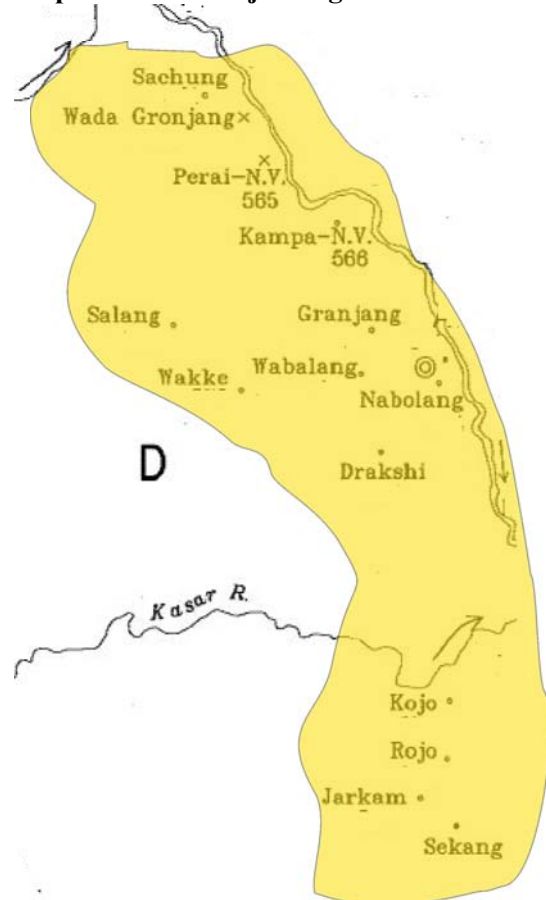 Sachung
Wada Gronjang
Perai-N.V.
565
Kampa-N.V.
566
Salang
Granjang
Wabalang
Wakke
Nabolang
D
Drakshi
Kasar R.
Kojo
Rojo
Jarkam
Sekang